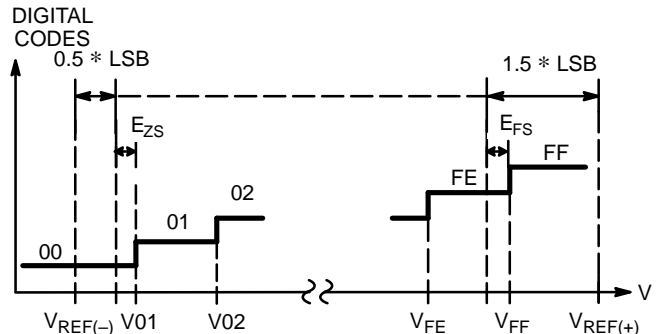 DIGITAL
CODES
0.5 * LSB
1.5 * LSB
E_ZS
E_FS
FF
FE
02
01
00
V_REF(–) V01 V02 V_FE V_FF V_REF(+) V